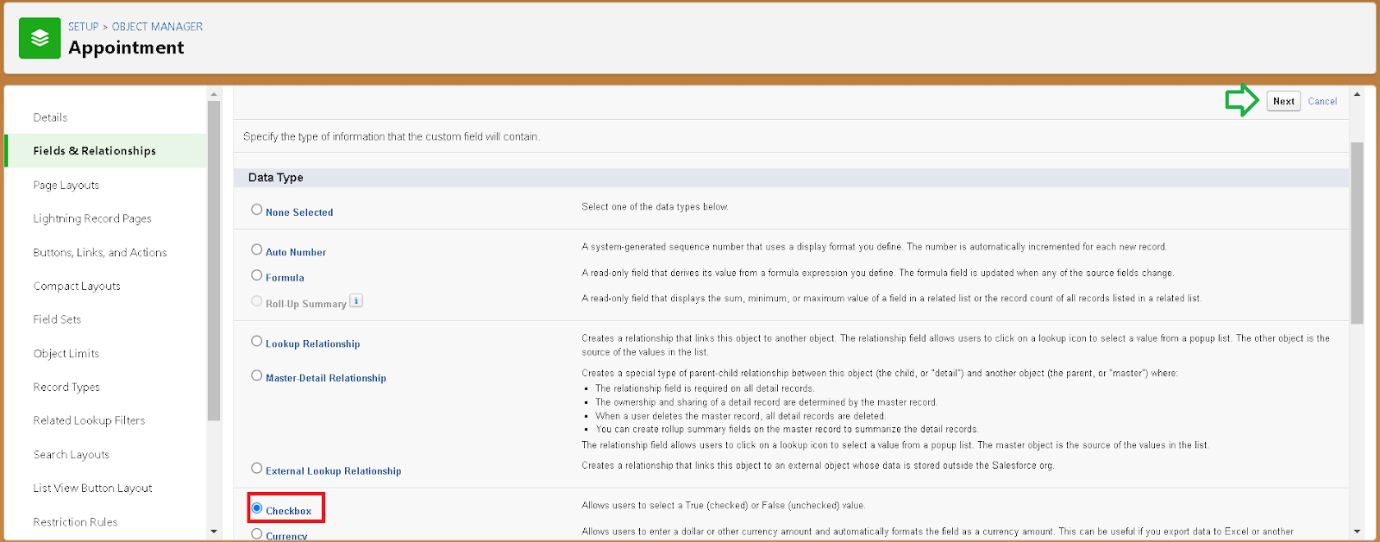 SETUP > OBJECT MANAGER
Appointment
Details
Fields & Relationships
Page Layouts
Lightning Record Pages
Buttons, Links, and Actions
Compact Layouts
Field Sets
Object Limits
Record Types
Related Lookup Filters
Search Layouts
List View Button Layout
Restriction Rules
Next Cancel
Specify the type of information that the custom field will contain.
Data Type
None Selected Select one of the data types below.
Auto Number A system-generated sequence number that uses a display format you define. The number is automatically incremented for each new record.
Formula A read-only field that derives its value from a formula expression you define. The formula field is updated when any of the source fields change.
Roll-Up Summary i A read-only field that displays the sum, minimum, or maximum value of a field in a related list or the record count of all records listed in a related list.
Lookup Relationship Creates a relationship that links this object to another object. The relationship field allows users to click on a lookup icon to select a value from a popup list. The other object is the
source of the values in the list.
Master-Detail Relationship Creates a special type of parent-child relationship between this object (the child, or "detail") and another object (the parent, or "master") where:
• The relationship field is required on all detail records.
• The ownership and sharing of a detail record are determined by the master record.
• When a user deletes the master record, all detail records are deleted.
• You can create rollup summary fields on the master record to summarize the detail records.
The relationship field allows users to click on a lookup icon to select a value from a popup list. The master object is the source of the values in the list.
External Lookup Relationship Creates a relationship that links this object to an external object whose data is stored outside the Salesforce org.
Checkbox Allows users to select a True (checked) or False (unchecked) value.
Currency Allows users to enter a dollar or other currency amount and automatically formats the field as a currency amount. This can be useful if you export data to Excel or another